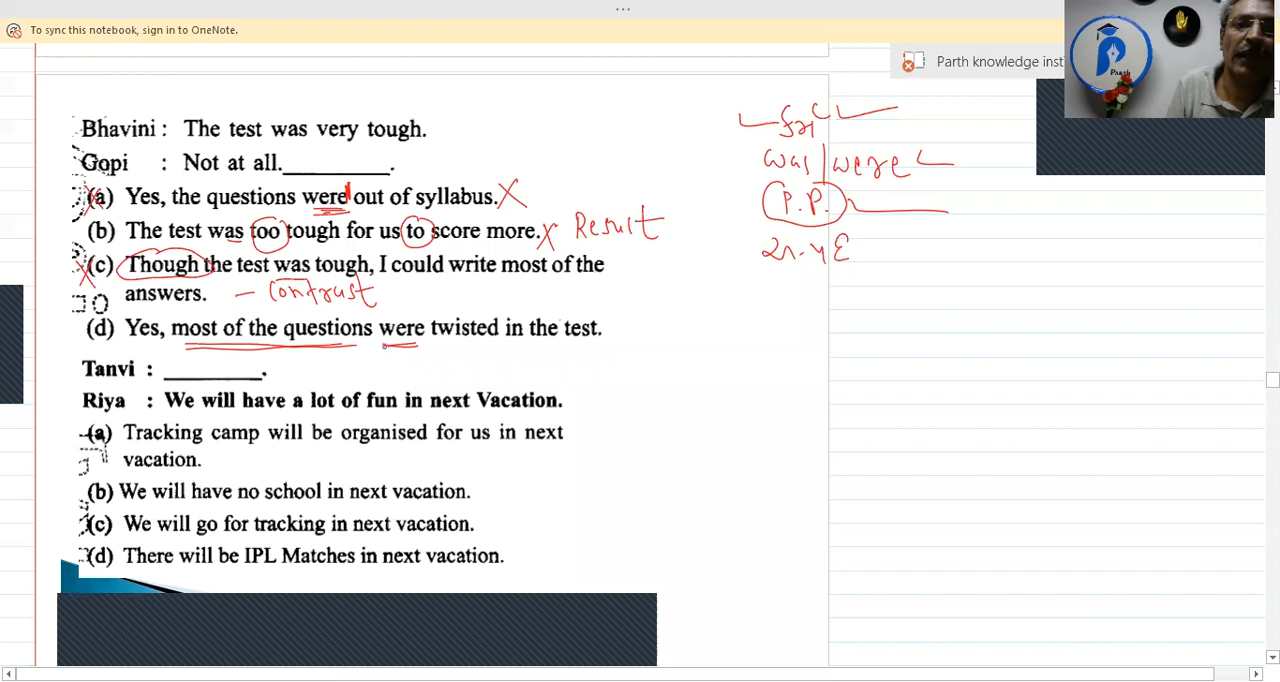 To sync this notebook, sign in to OneNote.
Parth knowledge inst
Parth
Bhavini : The test was very tough.
Gopi : Not at all.__________.
(a) Yes, the questions were out of syllabus. X
(b) The test was too tough for us to score more. X Result
(c) Though the test was tough, I could write most of the
answers. - Contrust
(d) Yes, most of the questions were twisted in the test.
Tanvi : __________.
Riya : We will have a lot of fun in next Vacation.
(a) Tracking camp will be organised for us in next
vacation.
(b) We will have no school in next vacation.
(c) We will go for tracking in next vacation.
(d) There will be IPL Matches in next vacation.
was | were
P.P.